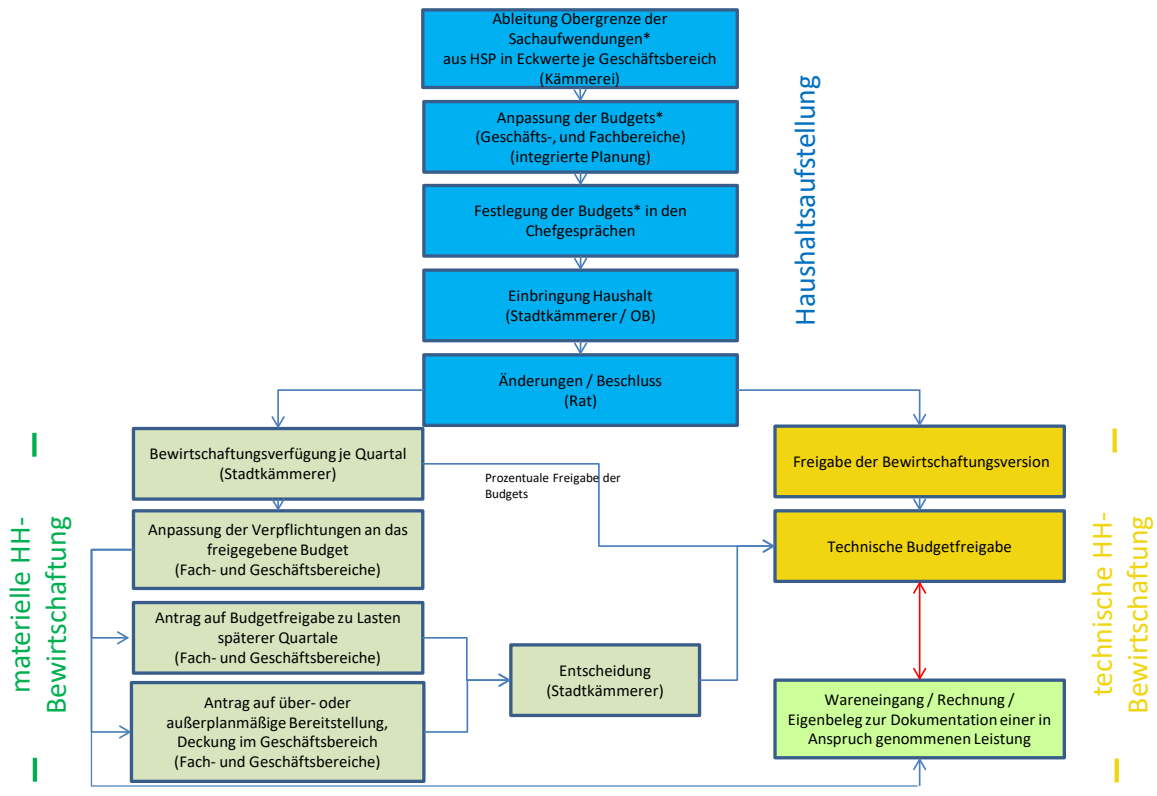 Ableitung Obergrenze der
Sachaufwendungen*
aus HSP in Eckwerte je Geschäftsbereich
(Kämmerei)
Anpassung der Budgets*
(Geschäfts-, und Fachbereiche)
(integrierte Planung)
Festlegung der Budgets* in den
Chefgesprächen
Einbringung Haushalt
(Stadtkämmerer / OB)
Änderungen / Beschluss
(Rat)
Haushaltsaufstellung
Bewirtschaftungsverfügung je Quartal
(Stadtkämmerer)
Prozentuale Freigabe der
Budgets
Freigabe der Bewirtschaftungsversion
Anpassung der Verpflichtungen an das
freigegebene Budget
(Fach- und Geschäftsbereiche)
Technische Budgetfreigabe
Antrag auf Budgetfreigabe zu Lasten
späterer Quartale
(Fach- und Geschäftsbereiche)
Entscheidung
(Stadtkämmerer)
Antrag auf über- oder
außerplanmäßige Bereitstellung,
Deckung im Geschäftsbereich
(Fach- und Geschäftsbereiche)
Wareneingang / Rechnung /
Eigenbeleg zur Dokumentation einer in
Anspruch genommenen Leistung
materielle HH-
Bewirtschaftung
technische HH-
Bewirtschaftung